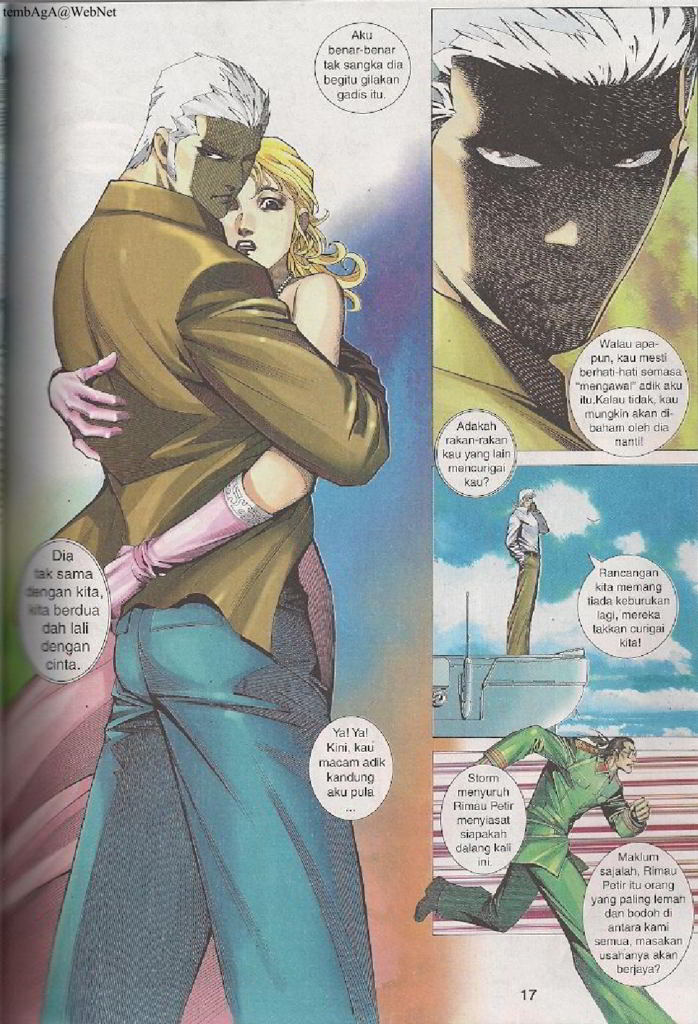 tembAgA@WebNet
Aku
benar-benar
tak sangka dia
begitu gilakan
gadis itu.
Dia
tak sama
dengan kita,
kita berdua
dah lali
dengan
cinta.
Ya! Ya!
Kini, kau
macam adik
kandung
aku pula
...
Walau apa-
pun, kau mesti
berhati-hati semasa
"mengawal" adik aku
itu.Kalau tidak, kau
mungkin akan di-
baham oleh dia
nanti!
Adakah
rakan-rakan
kau yang lain
mencurigai
kau?
Rancangan
kau memang
tiada keburukan
lagi, mereka
takkan curigai
kita!
Storm
menyuruh
Rimau Petir
menyiasat
siapakah
dalang kali
ini.
Maklum
sajalah, Rimau
Petir itu orang
yang paling lemah
dan bodoh di
antara kami
semua, masakan
usahanya akan
berjaya?
17